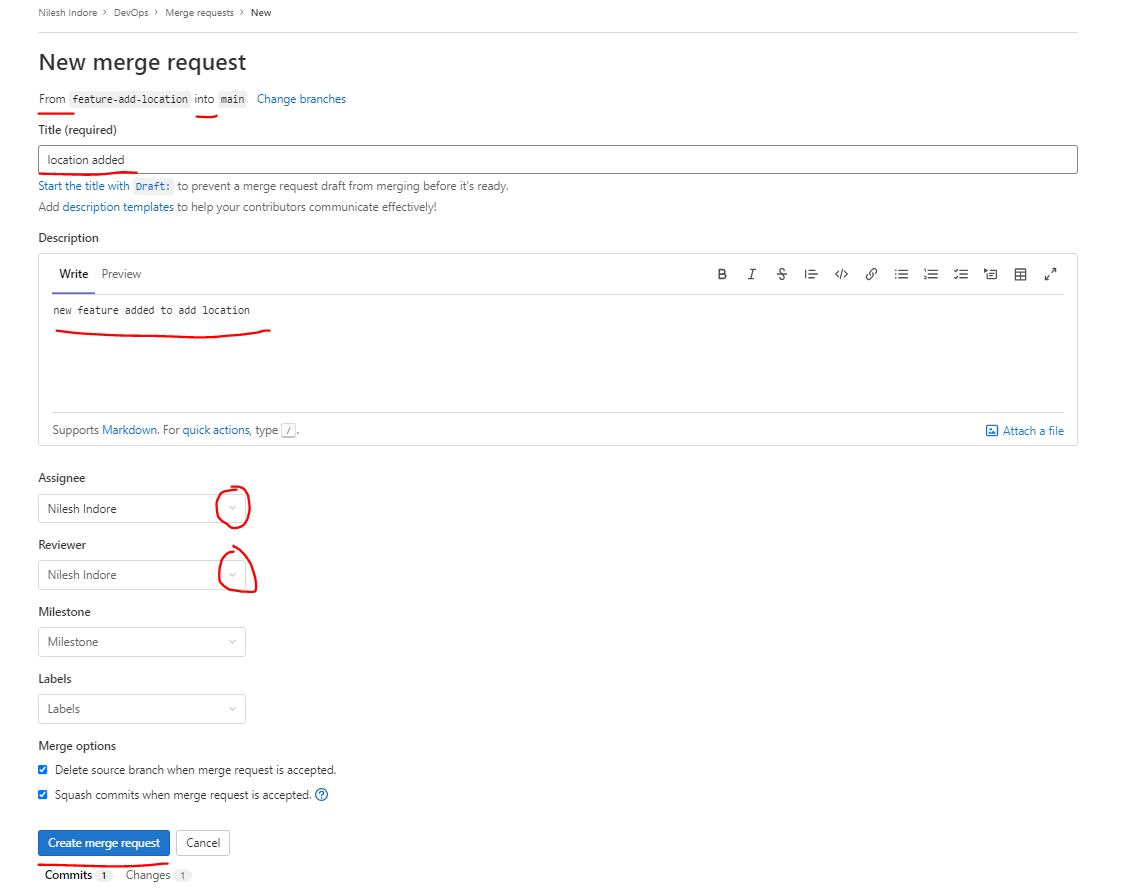 Nilesh Indore > DevOps > Merge requests > New
New merge request
From feature-add-location into main Change branches
Title (required)
location added
Start the title with Draft: to prevent a merge request draft from merging before it's ready.
Add description templates to help your contributors communicate effectively!
Description
Write Preview
new feature added to add location
Supports Markdown. For quick actions, type /.
Attach a file
Assignee
Nilesh Indore
Reviewer
Nilesh Indore
Milestone
Milestone
Labels
Labels
Merge options
Delete source branch when merge request is accepted.
Squash commits when merge request is accepted.
Create merge request Cancel
Commits 1 Changes 1